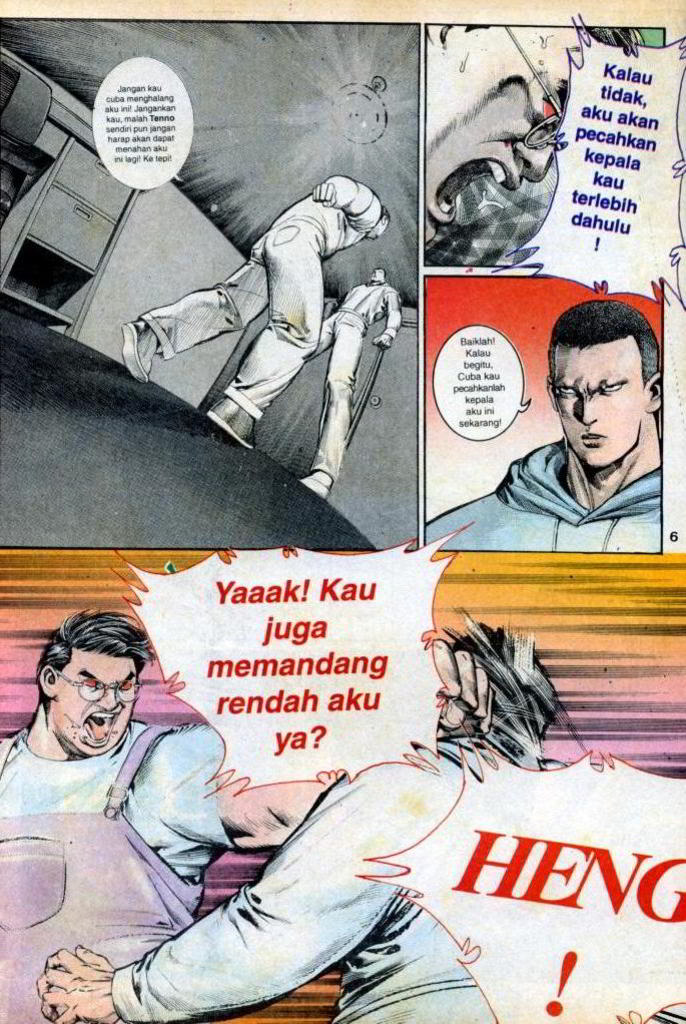 Jangan kau
cuba menghalang
aku ini! Jangankan
kau, malah Tenno
sendiri pun jangan
harap akan dapat
menahan aku
ini lagi! Ke tepi!
Kalau
tidak,
aku akan
pecahkan
kepala
kau
terlebih
dahulu
!
Baiklah!
Kalau
begitu,
Cuba kau
pecahkanlah
kepala
aku ini
sekarang!
6
Yaaak! Kau
juga
memandang
rendah aku
ya?
HENG
!